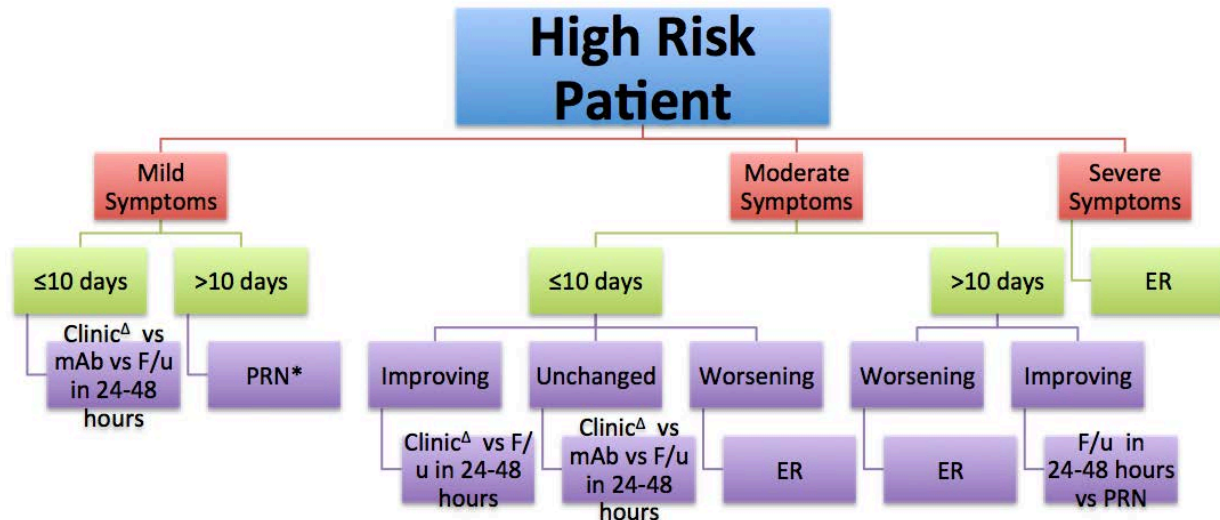 High Risk
Patient
Mild
Symptoms
Moderate
Symptoms
Severe
Symptoms
≤10 days
>10 days
≤10 days
>10 days
ER
Clinic^Δ vs
mAb vs F/u
in 24-48
hours
PRN*
Improving
Unchanged
Worsening
Worsening
Improving
Clinic^Δ vs F/
u in 24-48
hours
Clinic^Δ vs
mAb vs F/u
in 24-48
hours
ER
ER
F/u in
24-48 hours
vs PRN